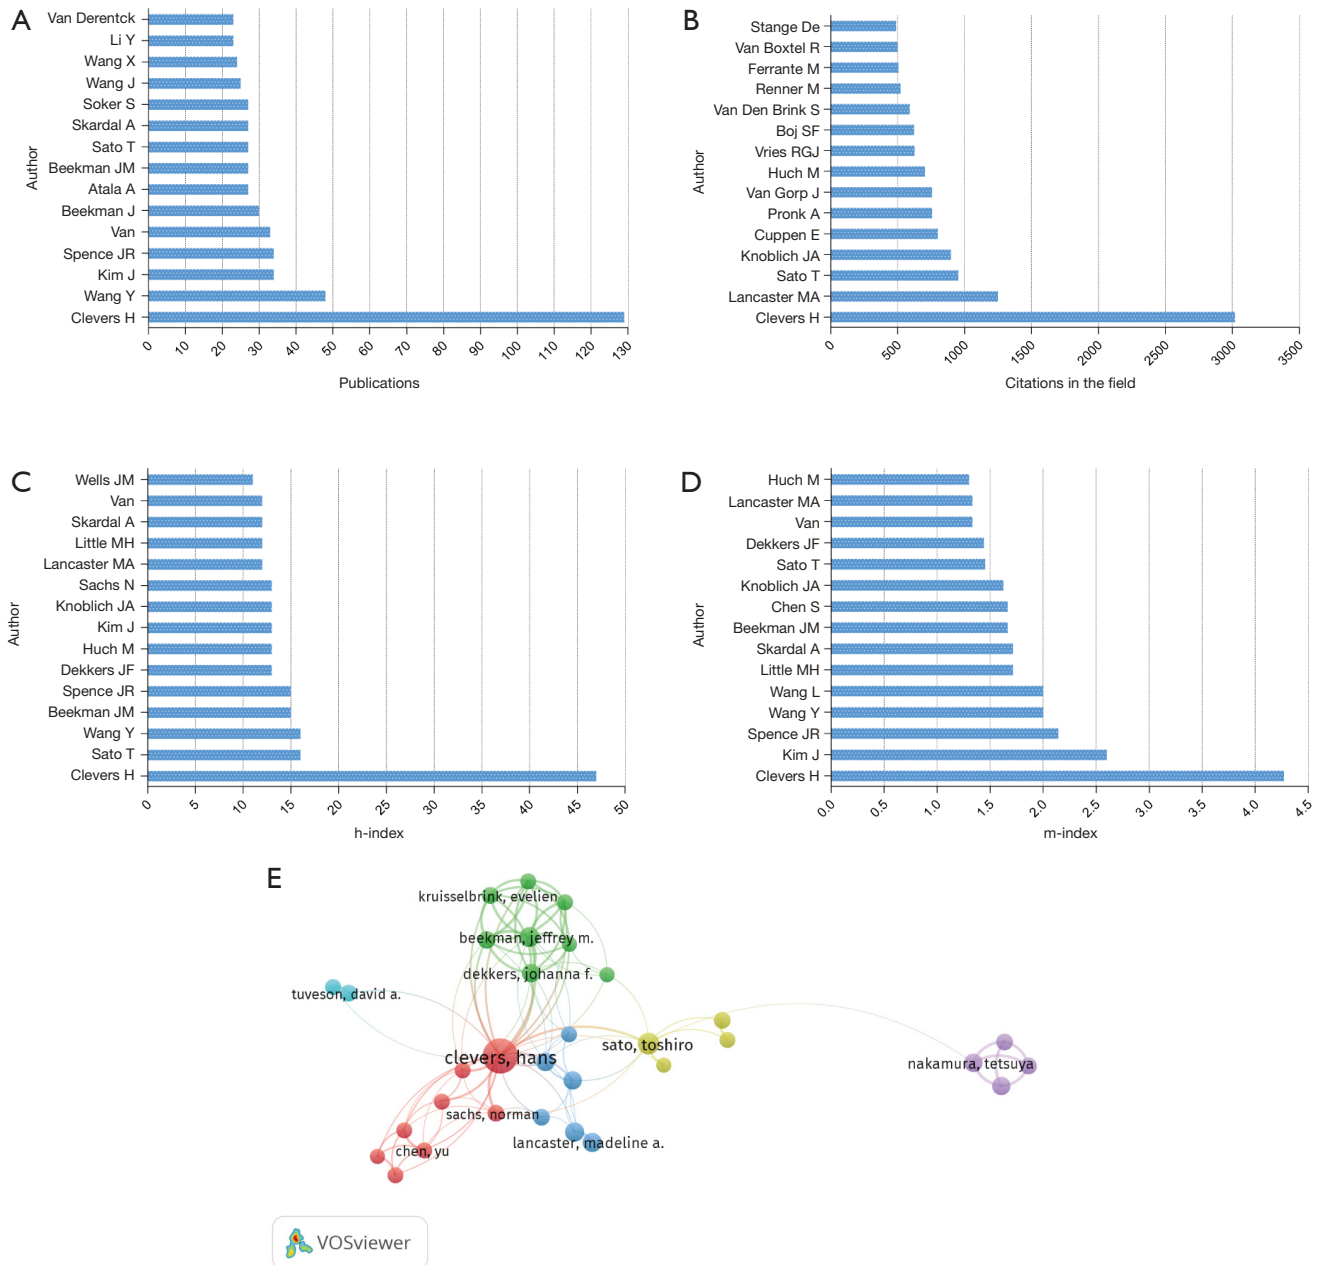 A
Author
Van Derentck
Li Y
Wang X
Wang J
Soker S
Skardal A
Sato T
Beekman JM
Atala A
Beekman J
Van
Spence JR
Kim J
Wang Y
Clevers H
0 10 20 30 40 50 60 70 80 90 100 110 120 130
Publications
B
Author
Stange De
Van Boxtel R
Ferrante M
Renner M
Van Den Brink S
Boj SF
Vries RGJ
Huch M
Van Gorp J
Pronk A
Cuppen E
Knoblich JA
Sato T
Lancaster MA
Clevers H
0 500 1000 1500 2000 2500 3000 3500
Citations in the field
C
Author
Wells JM
Van
Skardal A
Little MH
Lancaster MA
Sachs N
Knoblich JA
Kim J
Huch M
Dekkers JF
Spence JR
Beekman JM
Wang Y
Sato T
Clevers H
0 5 10 15 20 25 30 35 40 45 50
h-index
D
Author
Huch M
Lancaster MA
Van
Dekkers JF
Sato T
Knoblich JA
Chen S
Beekman JM
Skardal A
Little MH
Wang L
Wang Y
Spence JR
Kim J
Clevers H
0.0 0.5 1.0 1.5 2.0 2.5 3.0 3.5 4.0 4.5
m-index
E
kruisselbrink, evelien
beekman, jeffrey m.
dekkers, johanna f.
tuveson, david a.
sato, toshiro
clevers, hans
nakamura, tetsuya
sachs, norman
lancaster, madeline a.
chen, yu
VOSviewer